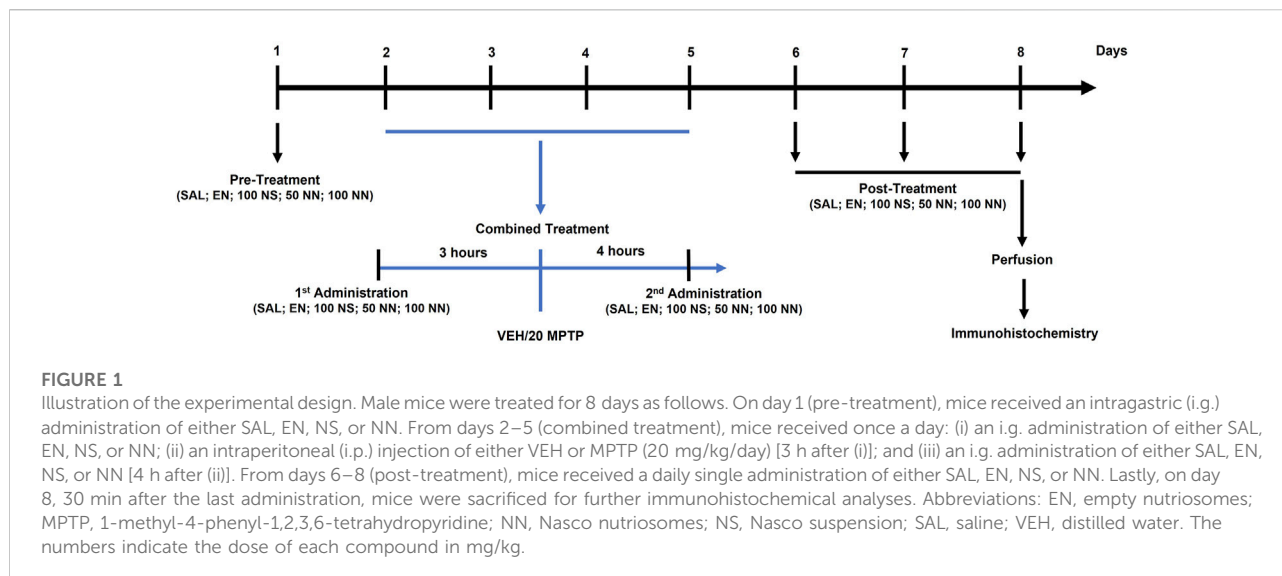 1 2 3 4 5 6 7 8 Days
Pre-Treatment
(SAL; EN; 100 NS; 50 NN; 100 NN)
Post-Treatment
(SAL; EN; 100 NS; 50 NN; 100 NN)
Combined Treatment
3 hours 4 hours
1st Administration
(SAL; EN; 100 NS; 50 NN; 100 NN)
2nd Administration
(SAL; EN; 100 NS; 50 NN; 100 NN)
VEH/20 MPTP
Perfusion
Immunohistochemistry
FIGURE 1
Illustration of the experimental design. Male mice were treated for 8 days as follows. On day 1 (pre-treatment), mice received an intragastric (i.g.)
administration of either SAL, EN, NS, or NN. From days 2–5 (combined treatment), mice received once a day: (i) an i.g. administration of either SAL,
EN, NS, or NN; (ii) an intraperitoneal (i.p.) injection of either VEH or MPTP (20 mg/kg/day) [3 h after (i)]; and (iii) an i.g. administration of either SAL, EN,
NS, or NN [4 h after (ii)]. From days 6–8 (post-treatment), mice received a daily single administration of either SAL, EN, NS, or NN. Lastly, on day
8, 30 min after the last administration, mice were sacrificed for further immunohistochemical analyses. Abbreviations: EN, empty nutriosomes;
MPTP, 1-methyl-4-phenyl-1,2,3,6-tetrahydropyridine; NN, Nasco nutriosomes; NS, Nasco suspension; SAL, saline; VEH, distilled water. The
numbers indicate the dose of each compound in mg/kg.